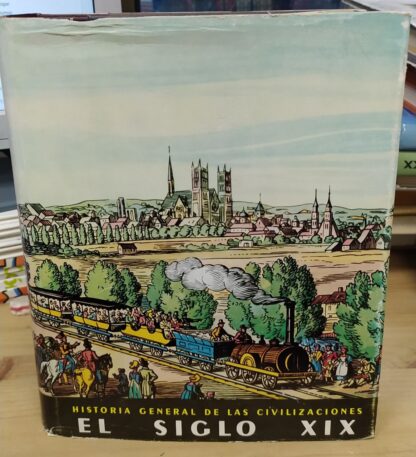 HISTORIA GENERAL DE LAS CIVILIZACIONES
EL SIGLO XIX